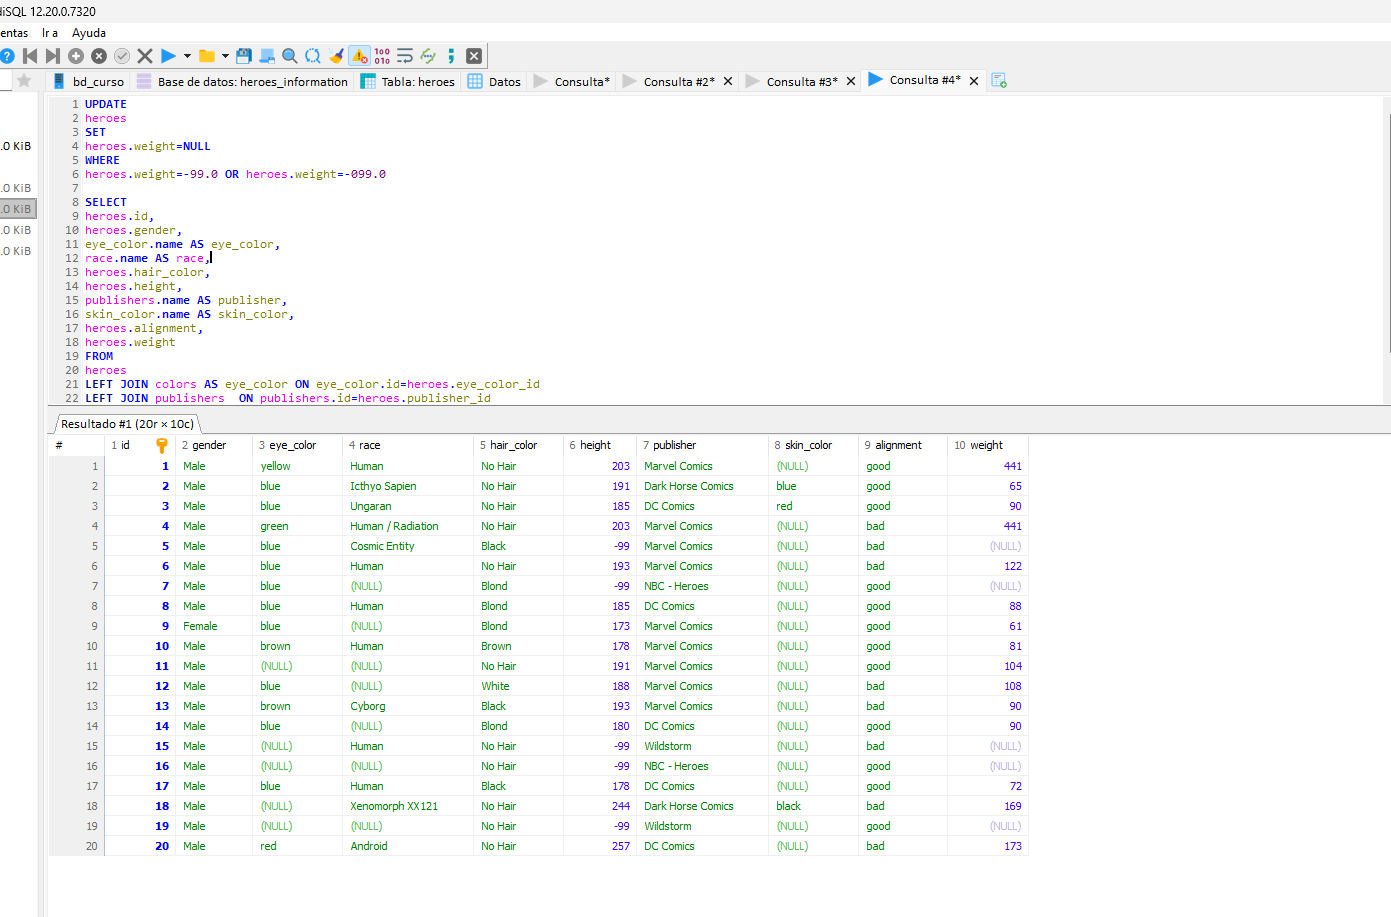 diSQL 12.20.0.7320
entas Ir a Ayuda
bd_curso Base de datos: heroes_information Tabla: heroes Datos Consulta* Consulta #2* Consulta #3* Consulta #4*
.0 KiB
.0 KiB
.0 KiB
.0 KiB
.0 KiB
1 UPDATE
2 heroes
3 SET
4 heroes.weight=NULL
5 WHERE
6 heroes.weight=-99.0 OR heroes.weight=-099.0
7
8 SELECT
9 heroes.id,
10 heroes.gender,
11 eye_color.name AS eye_color,
12 race.name AS race,
13 heroes.hair_color,
14 heroes.height,
15 publishers.name AS publisher,
16 skin_color.name AS skin_color,
17 heroes.alignment,
18 heroes.weight
19 FROM
20 heroes
21 LEFT JOIN colors AS eye_color ON eye_color.id=heroes.eye_color_id
22 LEFT JOIN publishers  ON publishers.id=heroes.publisher_id
Resultado #1 (20r × 10c)
# 1 id 2 gender 3 eye_color 4 race 5 hair_color 6 height 7 publisher 8 skin_color 9 alignment 10 weight
1 1 Male yellow Human No Hair 203 Marvel Comics (NULL) good 441
2 2 Male blue Icthyo Sapien No Hair 191 Dark Horse Comics blue good 65
3 3 Male blue Ungaran No Hair 185 DC Comics red good 90
4 4 Male green Human / Radiation No Hair 203 Marvel Comics (NULL) bad 441
5 5 Male blue Cosmic Entity Black -99 Marvel Comics (NULL) bad (NULL)
6 6 Male blue Human No Hair 193 Marvel Comics (NULL) bad 122
7 7 Male blue (NULL) Blond -99 NBC - Heroes (NULL) good (NULL)
8 8 Male blue Human Blond 185 DC Comics (NULL) good 88
9 9 Female blue (NULL) Blond 173 Marvel Comics (NULL) good 61
10 10 Male brown Human Brown 178 Marvel Comics (NULL) good 81
11 11 Male (NULL) (NULL) No Hair 191 Marvel Comics (NULL) good 104
12 12 Male blue (NULL) White 188 Marvel Comics (NULL) bad 108
13 13 Male brown Cyborg Black 193 Marvel Comics (NULL) bad 90
14 14 Male blue (NULL) Blond 180 DC Comics (NULL) good 90
15 15 Male (NULL) Human No Hair -99 Wildstorm (NULL) bad (NULL)
16 16 Male (NULL) (NULL) No Hair -99 NBC - Heroes (NULL) good (NULL)
17 17 Male blue Human Black 178 DC Comics (NULL) good 72
18 18 Male (NULL) Xenomorph XX121 No Hair 244 Dark Horse Comics black bad 169
19 19 Male (NULL) (NULL) No Hair -99 Wildstorm (NULL) good (NULL)
20 20 Male red Android No Hair 257 DC Comics (NULL) bad 173